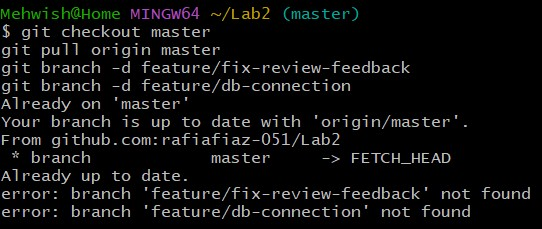 Mehwish@Home MINGW64 ~/Lab2 (master)
$ git checkout master
git pull origin master
git branch -d feature/fix-review-feedback
git branch -d feature/db-connection
Already on 'master'
Your branch is up to date with 'origin/master'.
From github.com:rafiafiaz-051/Lab2
 * branch            master     -> FETCH_HEAD
Already up to date.
error: branch 'feature/fix-review-feedback' not found
error: branch 'feature/db-connection' not found